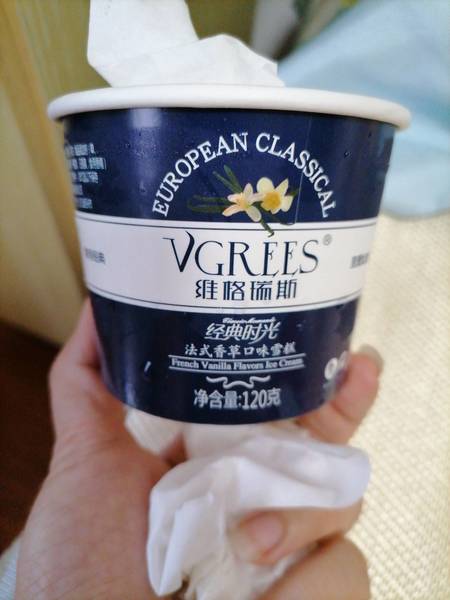 EUROPEAN CLASSICAL
VGREES®
维格瑞斯
经典时光
法式香草口味雪糕
French Vanilla Flavors Ice Cream
净含量:120克